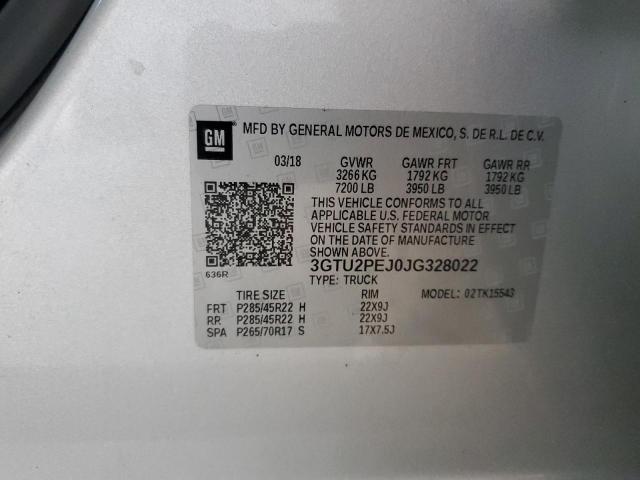 GM MFD BY GENERAL MOTORS DE MEXICO, S. DE R.L. DE C.V.
03/18 GVWR GAWR FRT GAWR RR
3266 KG 1792 KG 1792 KG
7200 LB 3950 LB 3950 LB
THIS VEHICLE CONFORMS TO ALL
APPLICABLE U.S. FEDERAL MOTOR
VEHICLE SAFETY STANDARDS IN EFFECT
ON THE DATE OF MANUFACTURE.
3GTU2PEJ0JG328022
636R TYPE: TRUCK
TIRE SIZE RIM MODEL: 02TK15543
FRT P285/45R22 H 22X9J
RR P285/45R22 H 22X9J
SPA P265/70R17 S 17X7.5J